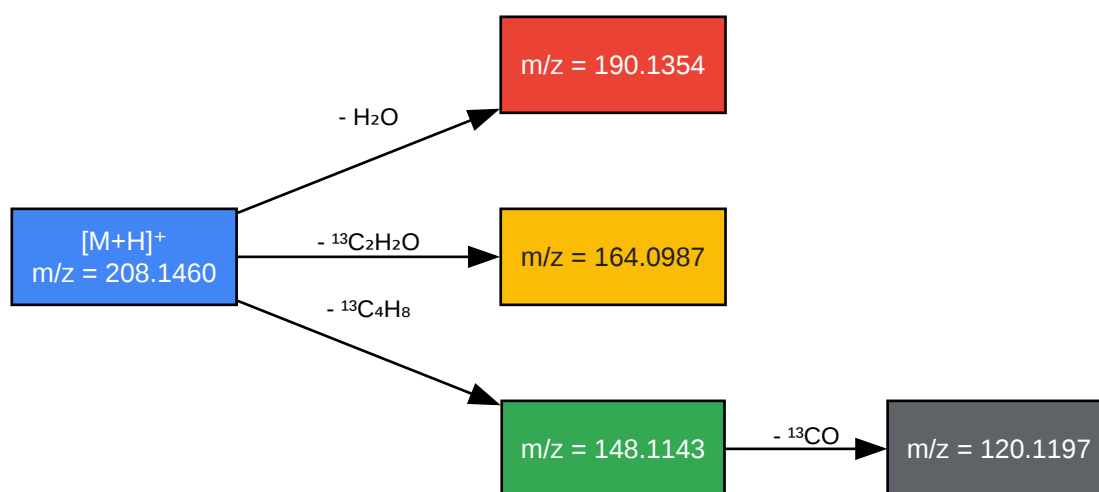 m/z = 190.1354
- H₂O
[M+H]⁺
m/z = 208.1460
- ¹³C₂H₂O
m/z = 164.0987
- ¹³C₄H₈
m/z = 148.1143
- ¹³CO
m/z = 120.1197